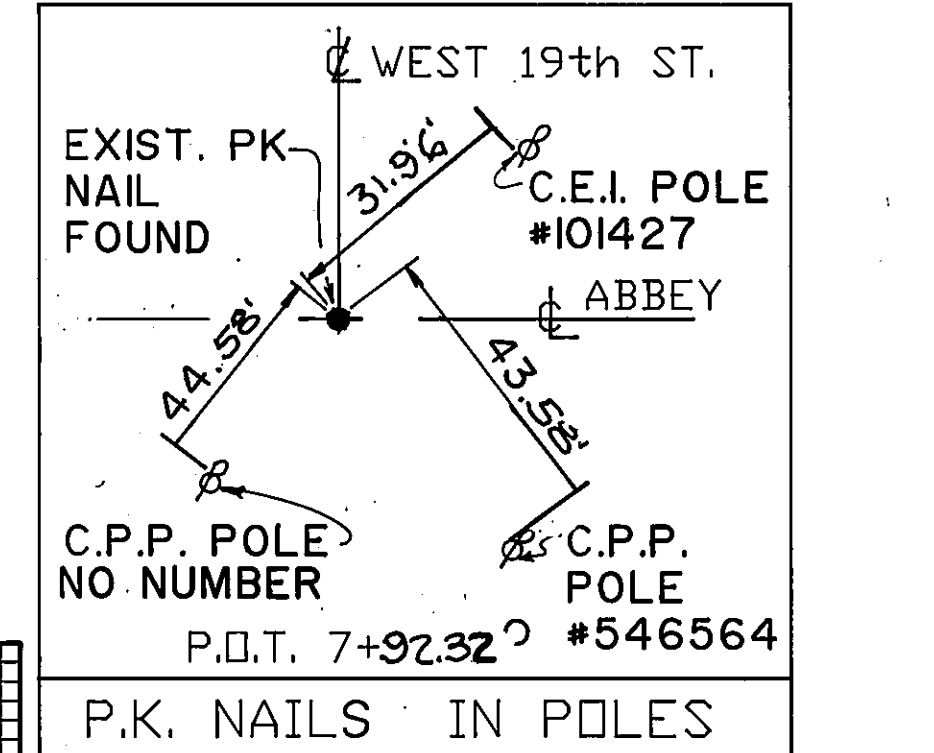 ℄ WEST 19th ST.
EXIST. PK
NAIL
FOUND
31.96'
C.E.I. POLE
#101427
℄ ABBEY
44.58'
43.58'
C.P.P. POLE
NO NUMBER
C.P.P.
POLE
#546564
P.O.T. 7+92.32
P.K. NAILS IN POLES